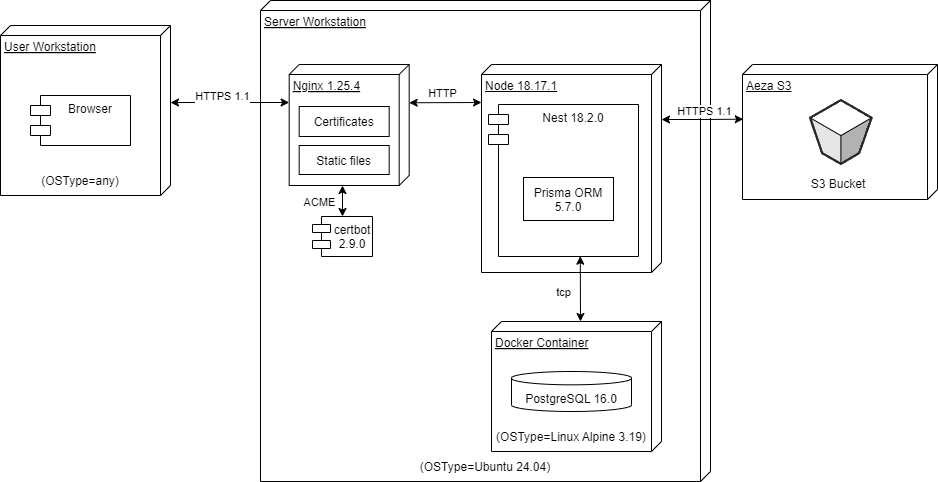 User Workstation
Browser
(OSType=any)
HTTPS 1.1
Server Workstation
Nginx 1.25.4
Certificates
Static files
ACME
certbot
2.9.0
HTTP
Node 18.17.1
Nest 18.2.0
Prisma ORM
5.7.0
tcp
Docker Container
PostgreSQL 16.0
(OSType=Linux Alpine 3.19)
(OSType=Ubuntu 24.04)
HTTPS 1.1
Aeza S3
S3 Bucket